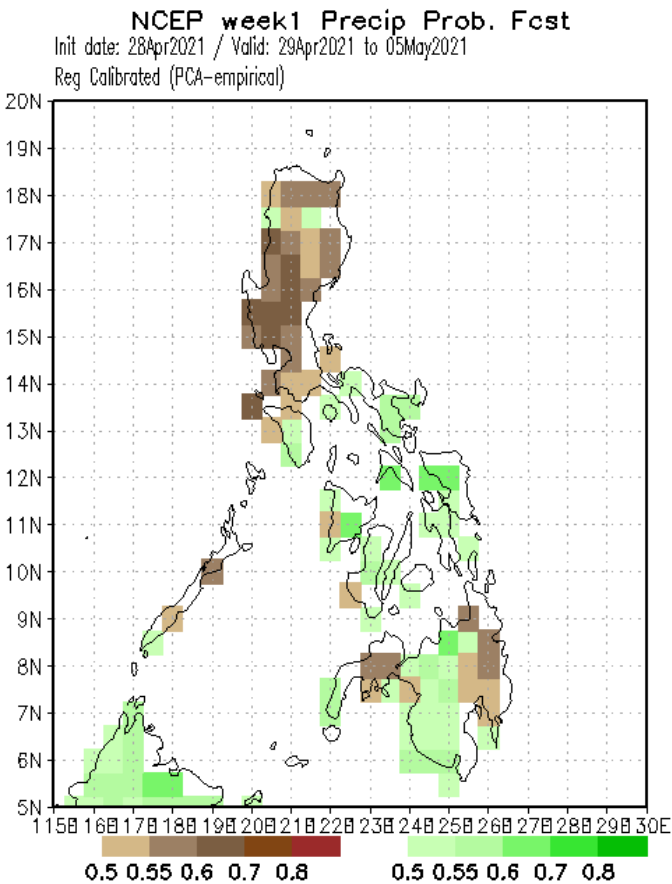 NCEP week1 Precip Prob. Fcst
Init date: 28Apr2021 / Valid: 29Apr2021 to 05May2021
Reg Calibrated (PCA-empirical)
20N
19N
18N
17N
16N
15N
14N
13N
12N
11N
10N
9N
8N
7N
6N
5N
115E 116E 117E 118E 119E 120E 121E 122E 123E 124E 125E 126E 127E 128E 129E 130E
0.5 0.55 0.6 0.7 0.8 0.5 0.55 0.6 0.7 0.8